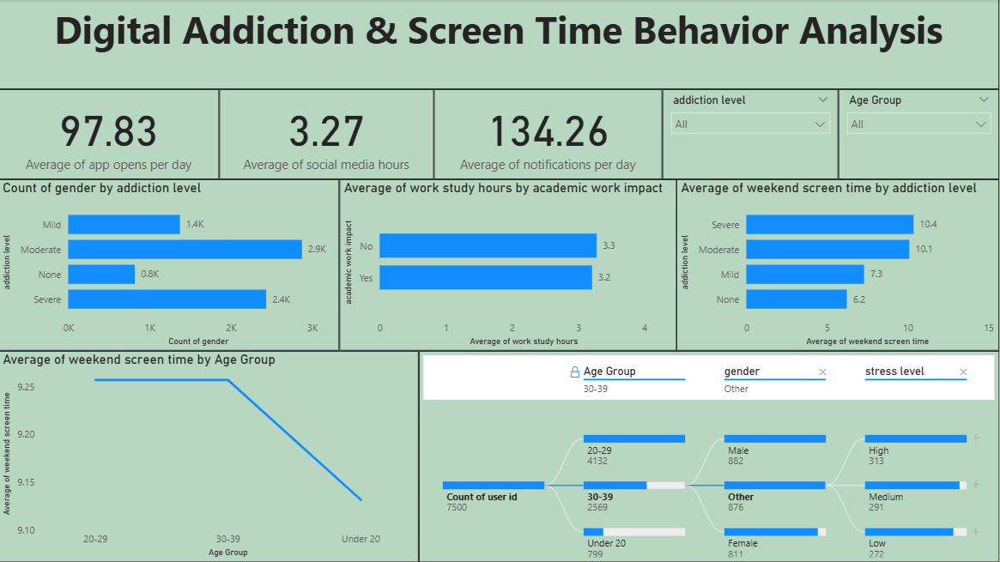 Digital Addiction & Screen Time Behavior Analysis
97.83
Average of app opens per day
3.27
Average of social media hours
134.26
Average of notifications per day
addiction level
All
Age Group
All
Count of gender by addiction level
addiction level
Mild 1.4K
Moderate 2.9K
None 0.8K
Severe 2.4K
0K 1K 2K 3K
Count of gender
Average of work study hours by academic work impact
academic work impact
No 3.3
Yes 3.2
0 1 2 3 4
Average of work study hours
Average of weekend screen time by addiction level
addiction level
Severe 10.4
Moderate 10.1
Mild 7.3
None 6.2
0 5 10 15
Average of weekend screen time
Average of weekend screen time by Age Group
Average of weekend screen time
9.25
9.20
9.15
9.10
20-29 30-39 Under 20
Age Group
Age Group
30-39
gender
Other
stress level
Count of user id
7500
20-29
4132
30-39
2569
Under 20
799
Male
882
Other
876
Female
811
High
313
Medium
291
Low
272